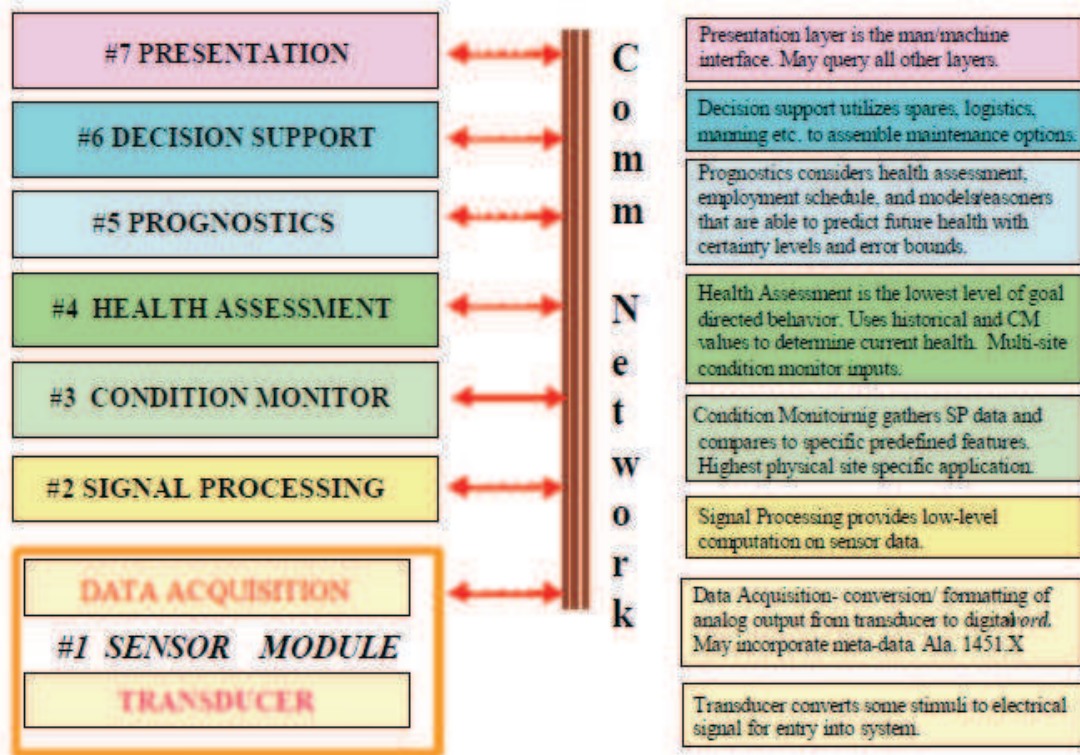 #7 PRESENTATION
#6 DECISION SUPPORT
#5 PROGNOSTICS
#4 HEALTH ASSESSMENT
#3 CONDITION MONITOR
#2 SIGNAL PROCESSING
DATA ACQUISITION
#1 SENSOR MODULE
TRANSDUCER
Comm Network
Presentation layer is the man/machine
interface. May query all other layers.
Decision support utilizes spares, logistics,
manning etc. to assemble maintenance options.
Prognostics considers health assessment,
employment schedule, and models/reasoners
that are able to predict future health with
certainty levels and error bounds.
Health Assessment is the lowest level of goal
directed behavior. Uses historical and CM
values to determine current health. Multi-site
condition monitor inputs.
Condition Monitoirnig gathers SP data and
compares to specific predefined features.
Highest physical site specific application.
Signal Processing provides low-level
computation on sensor data.
Data Acquisition- conversion/ formatting of
analog output from transducer to digital word.
May incorporate meta-data Ala. 1451.X
Transducer converts some stimuli to electrical
signal for entry into system.